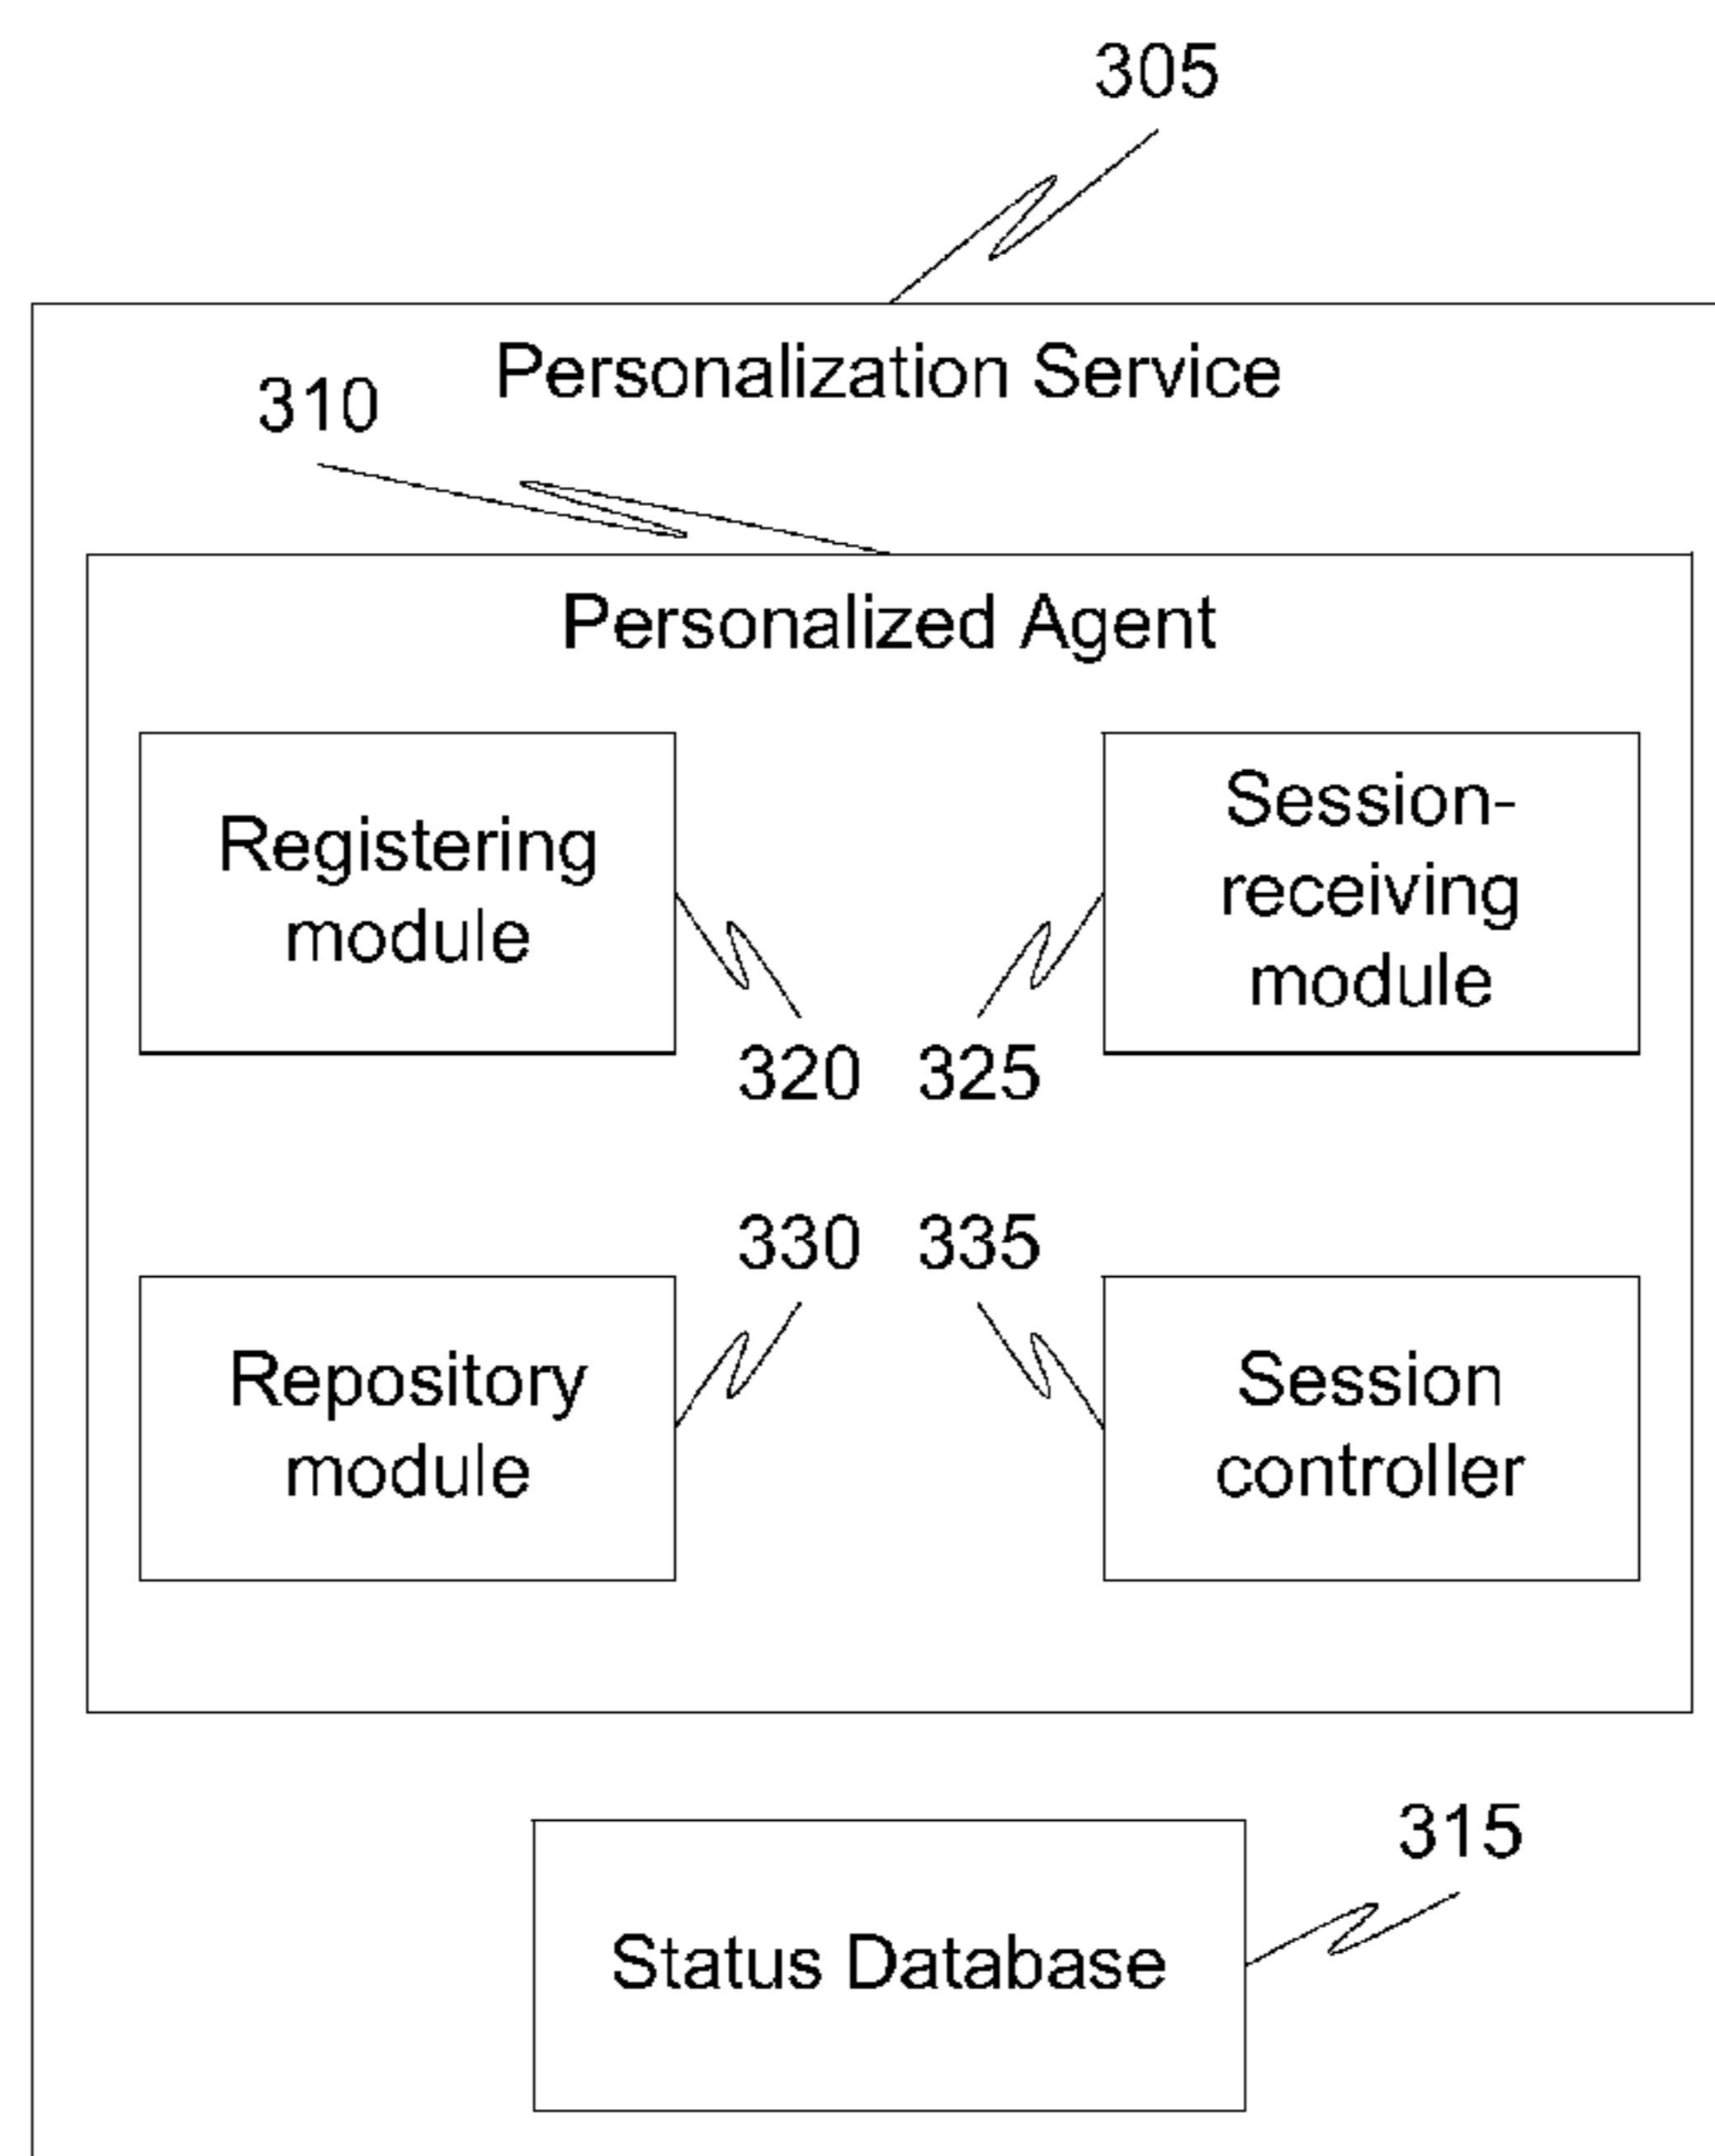 305
Personalization Service
310
Personalized Agent
Registering
module
Session-
receiving
module
320 325
330 335
Repository
module
Session
controller
315
Status Database